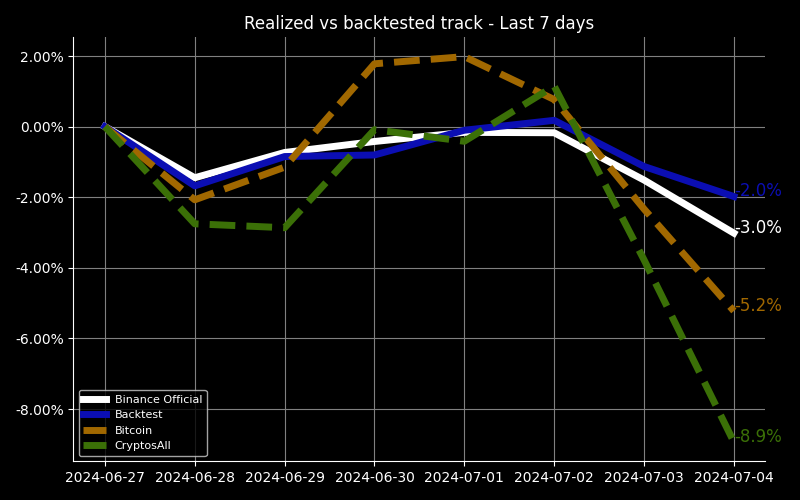 Realized vs backtested track - Last 7 days
2.00%
0.00%
-2.00%
-4.00%
-6.00%
-8.00%
-2.0%
-3.0%
-5.2%
-8.9%
Binance Official
Backtest
Bitcoin
CryptosAll
2024-06-27 2024-06-28 2024-06-29 2024-06-30 2024-07-01 2024-07-02 2024-07-03 2024-07-04